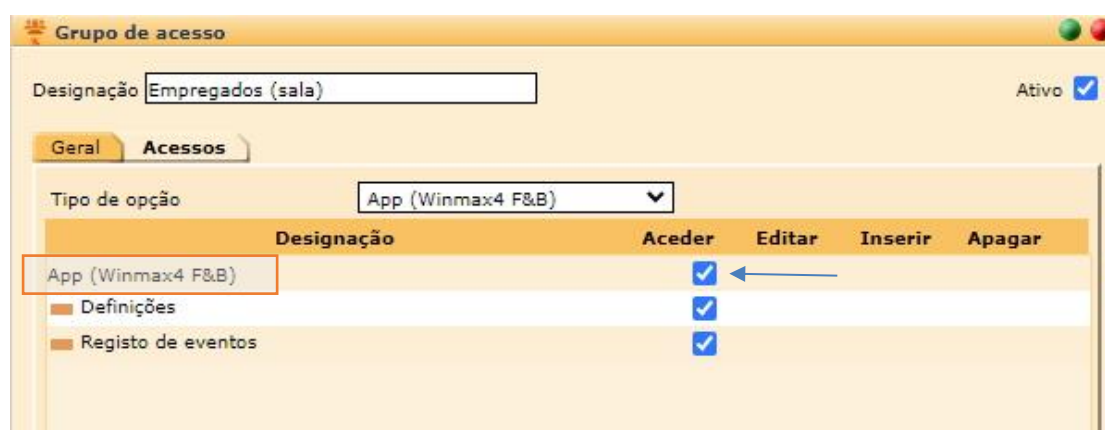 Grupo de acesso
Designação Empregados (sala) Ativo
Geral Acessos
Tipo de opção App (Winmax4 F&B)
Designação Aceder Editar Inserir Apagar
App (Winmax4 F&B)
Definições
Registo de eventos